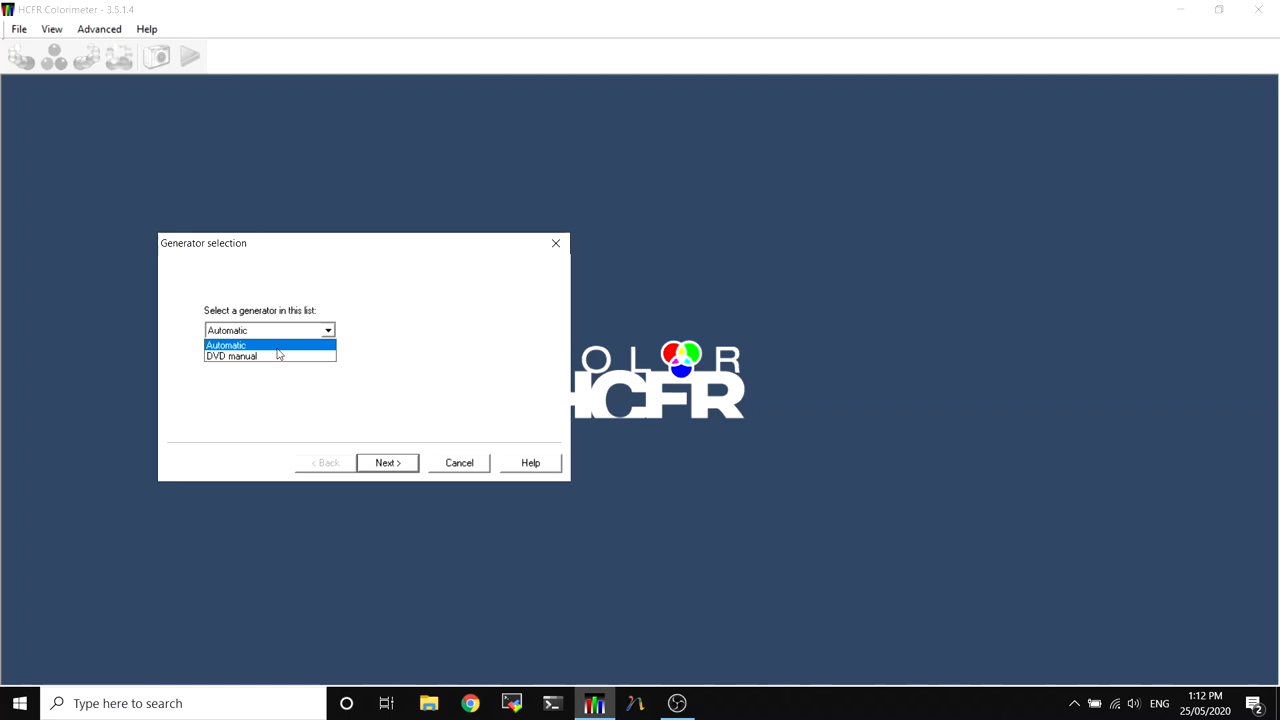 HCFR Colorimeter - 3.5.1.4
File View Advanced Help
Generator selection
Select a generator in this list:
Automatic
Automatic
DVD manual
OLOR
HCFR
< Back Next > Cancel Help
Type here to search
ENG
1:12 PM
25/05/2020
2